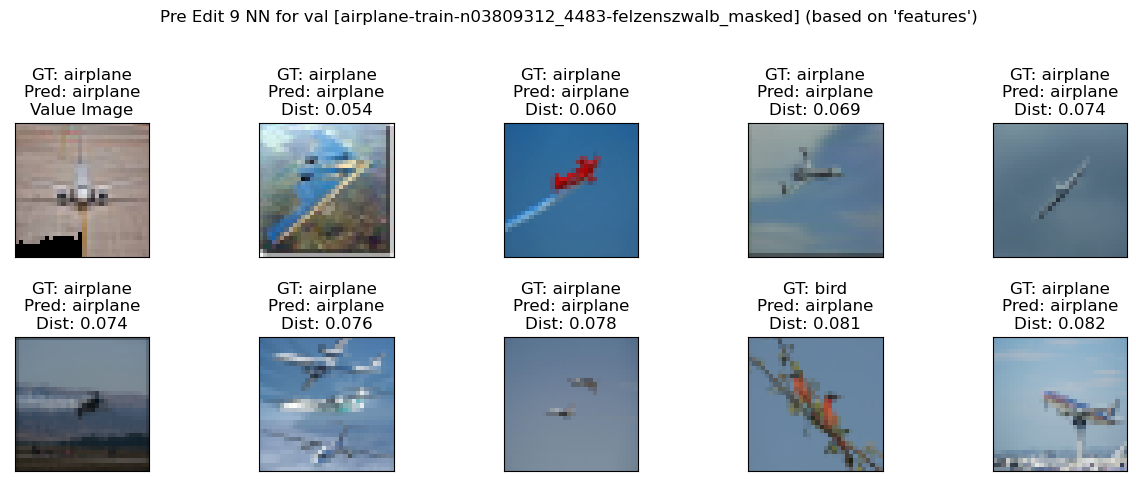 Pre Edit 9 NN for val [airplane-train-n03809312_4483-felzenszwalb_masked] (based on 'features')
GT: airplane
Pred: airplane
Value Image
GT: airplane
Pred: airplane
Dist: 0.054
GT: airplane
Pred: airplane
Dist: 0.060
GT: airplane
Pred: airplane
Dist: 0.069
GT: airplane
Pred: airplane
Dist: 0.074
GT: airplane
Pred: airplane
Dist: 0.074
GT: airplane
Pred: airplane
Dist: 0.076
GT: airplane
Pred: airplane
Dist: 0.078
GT: bird
Pred: airplane
Dist: 0.081
GT: airplane
Pred: airplane
Dist: 0.082